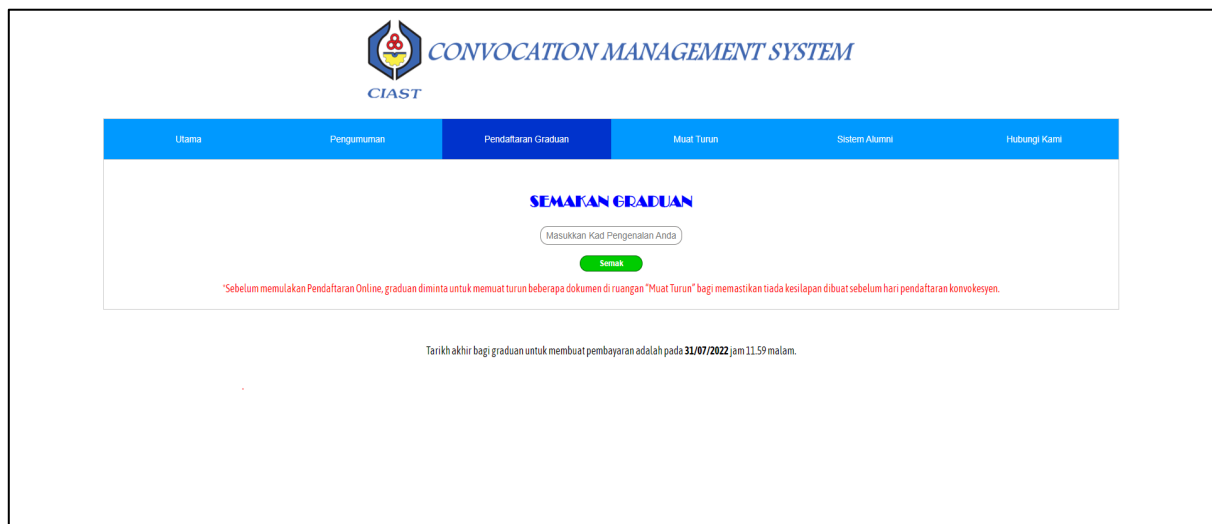 CONVOCATION MANAGEMENT SYSTEM
CIAST
Utama Pengumuman Pendaftaran Graduan Muat Turun Sistem Alumni Hubungi Kami
SEMAKAN GRADUAN
Masukkan Kad Pengenalan Anda
Semak
*Sebelum memulakan Pendaftaran Online, graduan diminta untuk memuat turun beberapa dokumen di ruangan "Muat Turun" bagi memastikan tiada kesilapan dibuat sebelum hari pendaftaran konvokesyen.
Tarikh akhir bagi graduan untuk membuat pembayaran adalah pada 31/07/2022 jam 11.59 malam.